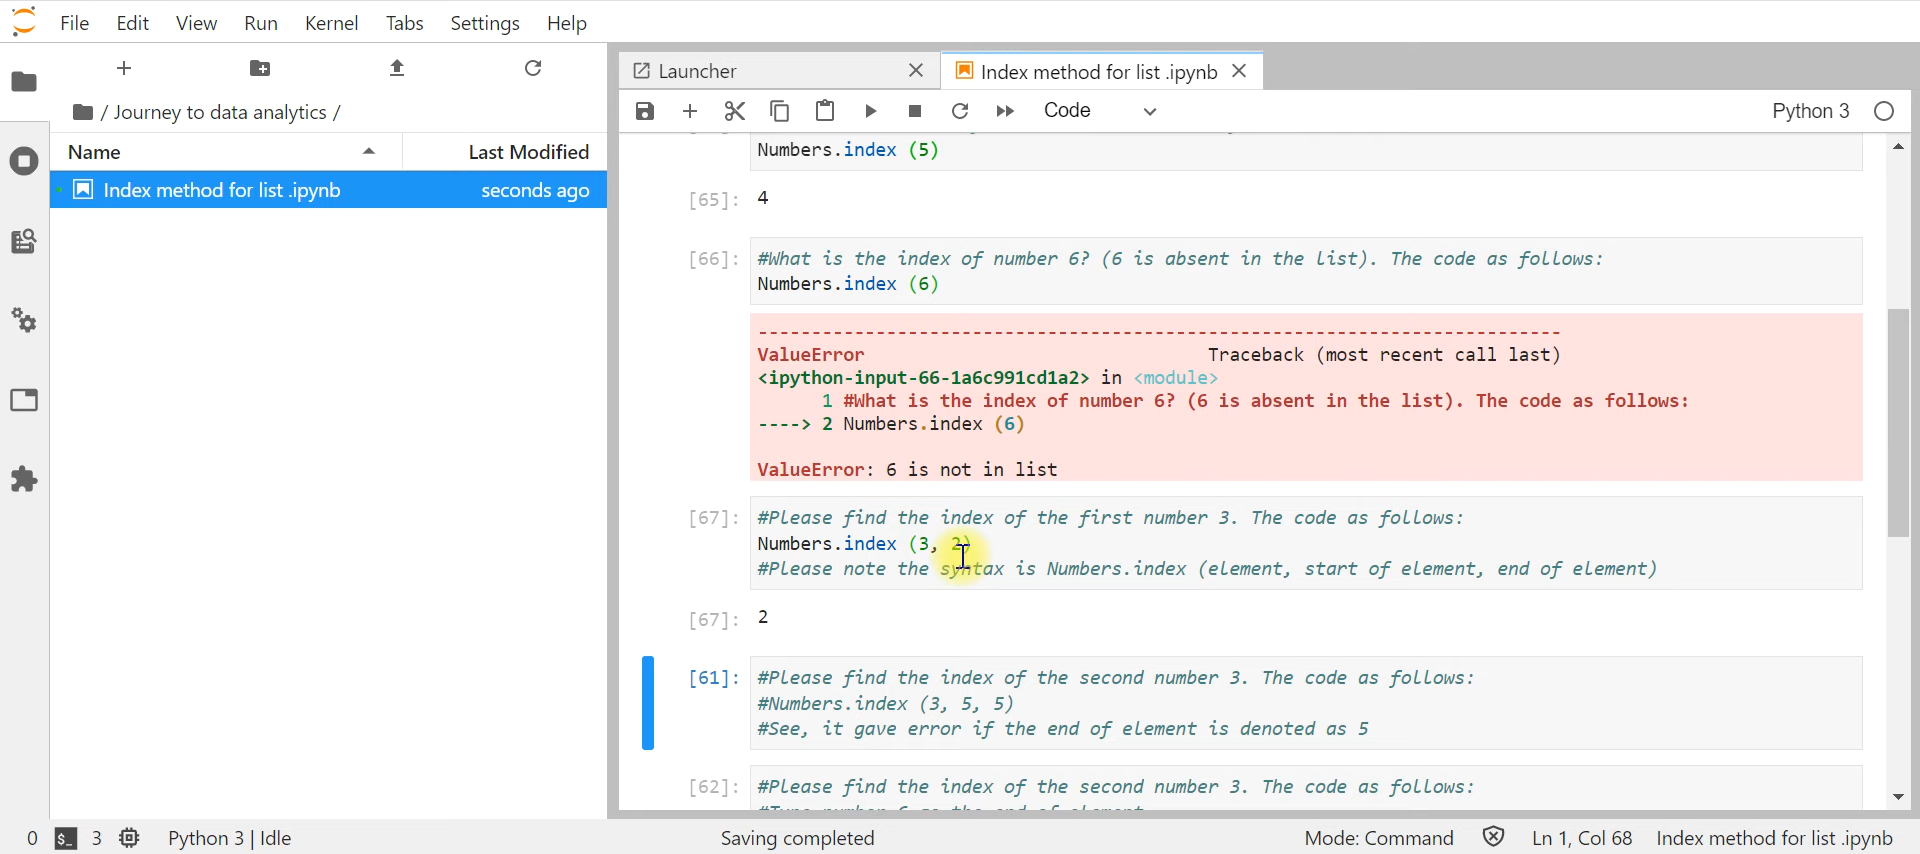 File Edit View Run Kernel Tabs Settings Help
Launcher
Index method for list .ipynb
/ Journey to data analytics /
Code
Python 3
Name
Last Modified
Index method for list .ipynb
seconds ago
Numbers.index (5)
[65]: 4
[66]: #What is the index of number 6? (6 is absent in the list). The code as follows:
Numbers.index (6)
---------------------------------------------------------------------------
ValueError Traceback (most recent call last)
<ipython-input-66-1a6c991cd1a2> in <module>
1 #What is the index of number 6? (6 is absent in the list). The code as follows:
----> 2 Numbers.index (6)
ValueError: 6 is not in list
[67]: #Please find the index of the first number 3. The code as follows:
Numbers.index (3, 2)
#Please note the syntax is Numbers.index (element, start of element, end of element)
[67]: 2
[61]: #Please find the index of the second number 3. The code as follows:
#Numbers.index (3, 5, 5)
#See, it gave error if the end of element is denoted as 5
[62]: #Please find the index of the second number 3. The code as follows:
0 $_ 3 Python 3 | Idle
Saving completed
Mode: Command
Ln 1, Col 68
Index method for list .ipynb